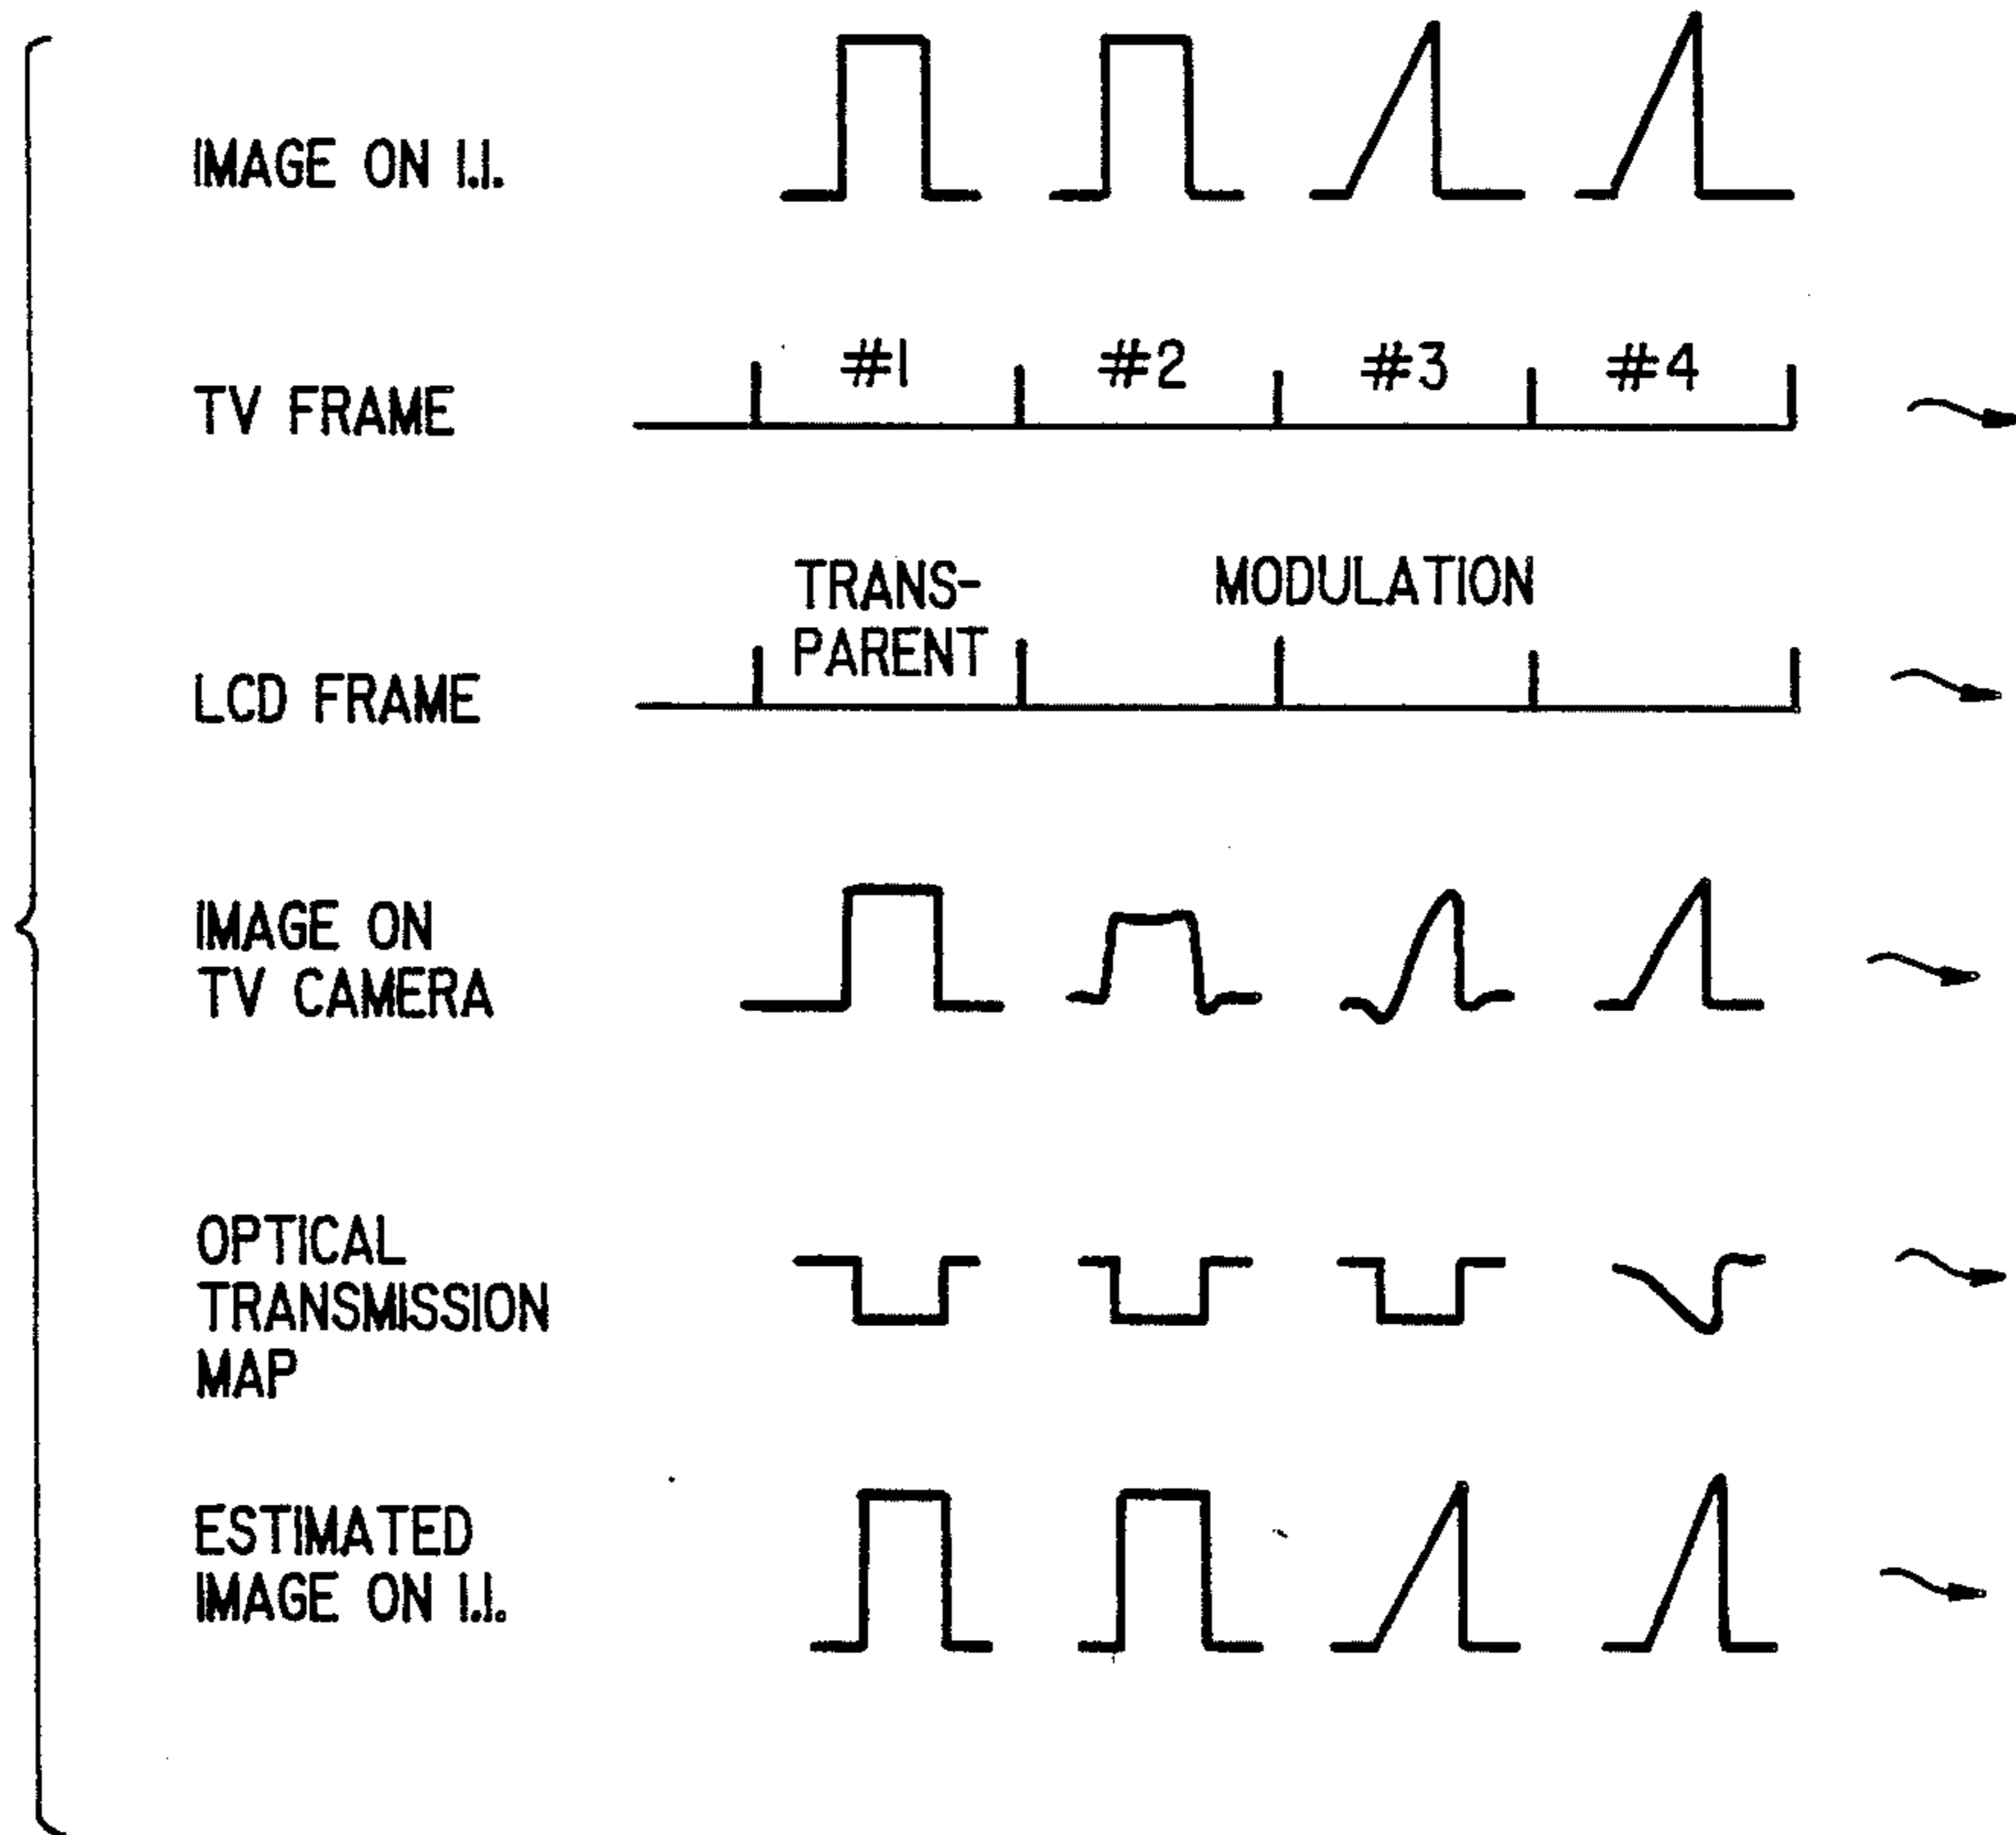 IMAGE ON I.I.
TV FRAME
#1 #2 #3 #4
LCD FRAME
TRANS-
PARENT
MODULATION
IMAGE ON
TV CAMERA
OPTICAL
TRANSMISSION
MAP
ESTIMATED
IMAGE ON I.I.